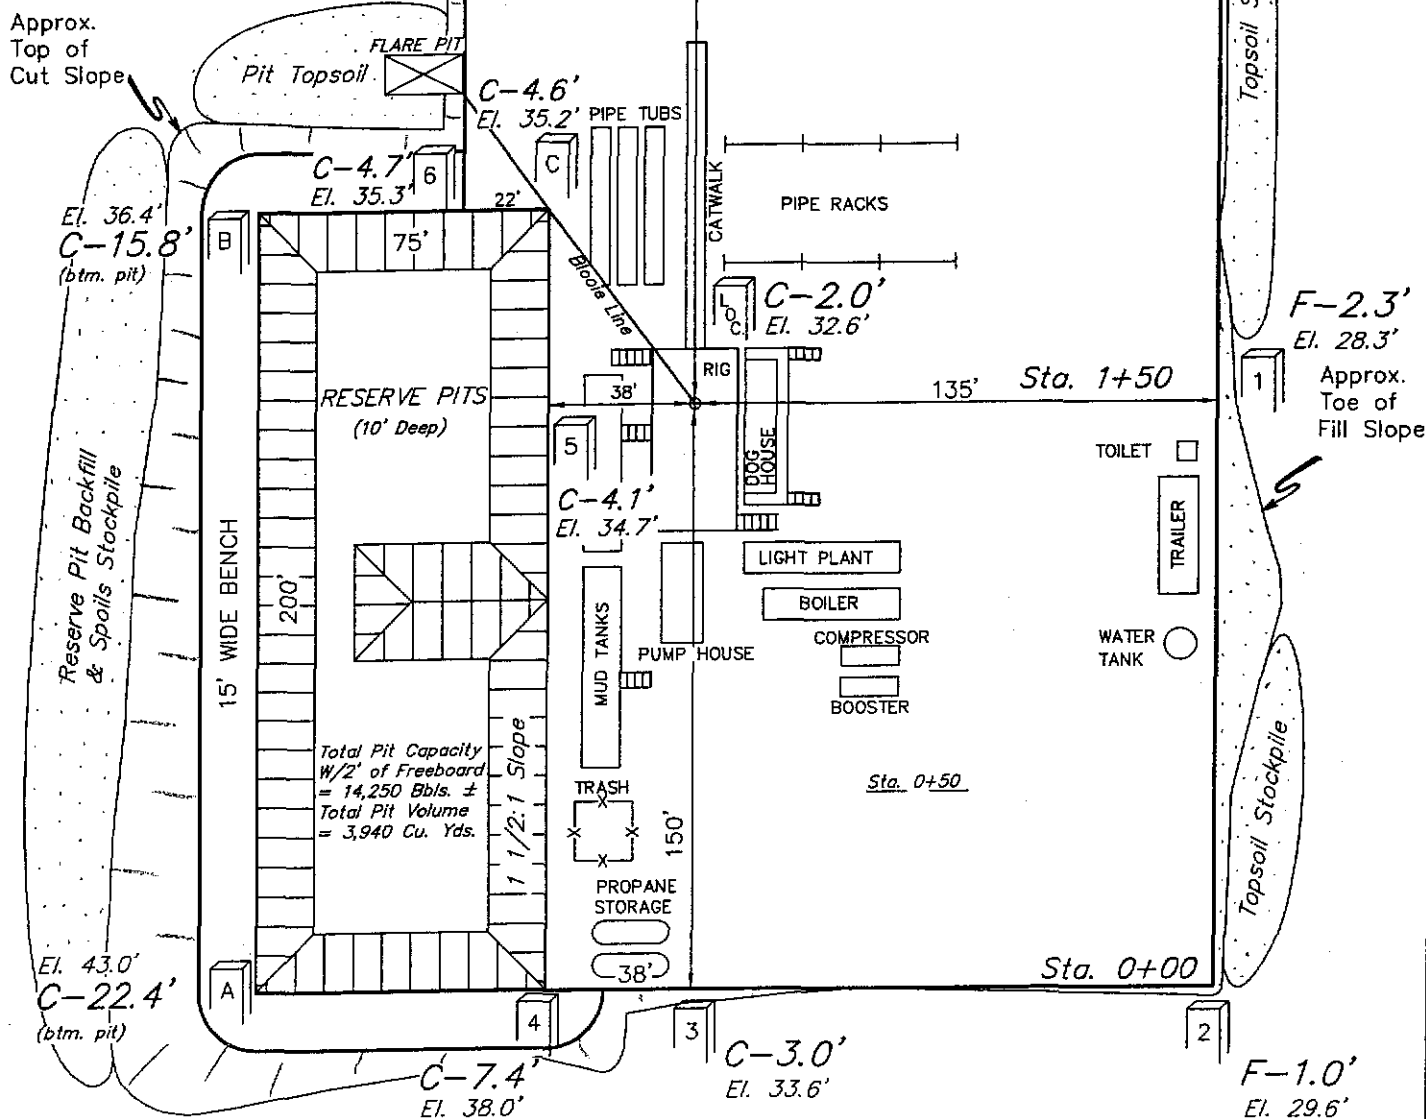 Approx.
Top of
Cut Slope
FLARE PIT
Pit Topsoil
C-4.6'
El. 35.2'
PIPE TUBS
C
C-4.7'
El. 35.3'
6
22'
CATWALK
PIPE RACKS
Topsoil S
El. 36.4'
C-15.8'
(btm. pit)
B
75'
Blooie Line
LOC.
C-2.0'
El. 32.6'
F-2.3'
El. 28.3'
1
Approx.
Toe of
Fill Slope
RESERVE PITS
(10' Deep)
38'
RIG
135'
Sta. 1+50
5
C-4.1'
El. 34.7'
DOG
HOUSE
TOILET
TRAILER
LIGHT PLANT
BOILER
COMPRESSOR
BOOSTER
WATER
TANK
PUMP HOUSE
MUD TANKS
Reserve Pit Backfill
& Spoils Stockpile
15' WIDE BENCH
200'
1 1/2:1 Slope
Total Pit Capacity
W/2' of Freeboard
= 14,250 Bbls. ±
Total Pit Volume
= 3,940 Cu. Yds.
TRASH
150'
Sta. 0+50
Topsoil Stockpile
PROPANE
STORAGE
38'
Sta. 0+00
El. 43.0'
C-22.4'
(btm. pit)
A
4
C-7.4'
El. 38.0'
3
C-3.0'
El. 33.6'
2
F-1.0'
El. 29.6'